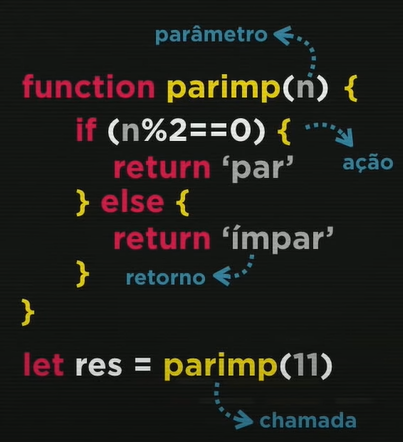 parâmetro
function parimp(n) {
if (n%2==0) {
ação
return ‘par’
} else {
return ‘ímpar’
}
retorno
}
let res = parimp(11)
chamada